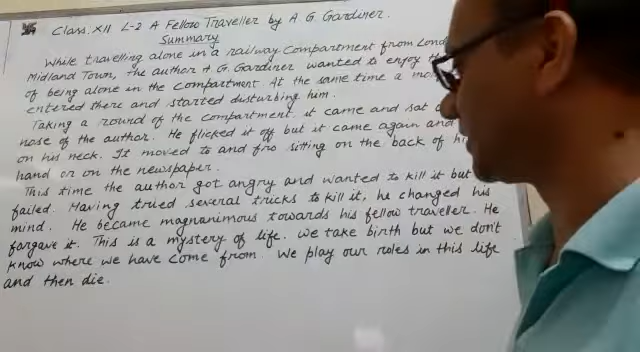 Class. XII L-2 A Fellow Traveller by A G. Gardiner.
Summary
While travelling alone in a railway compartment from Lond
Midland Town, the author A G. Gardiner wanted to enjoy
of being alone in the compartment. At the same time a
entered there and started disturbing him.
Taking a round of the compartment, it came and sat
nose of the author. He flicked it off but it came again and
on his neck. It moved to and fro sitting on the back of hi
hand or on the newspaper.
This time the author got angry and wanted to kill it but
failed. Having tried several tricks to kill it, he changed his
mind. He became magnanimous towards his fellow traveller. He
forgave it. This is a mystery of life. We take birth but we don't
know where we have come from. We play our roles in this life
and then die.